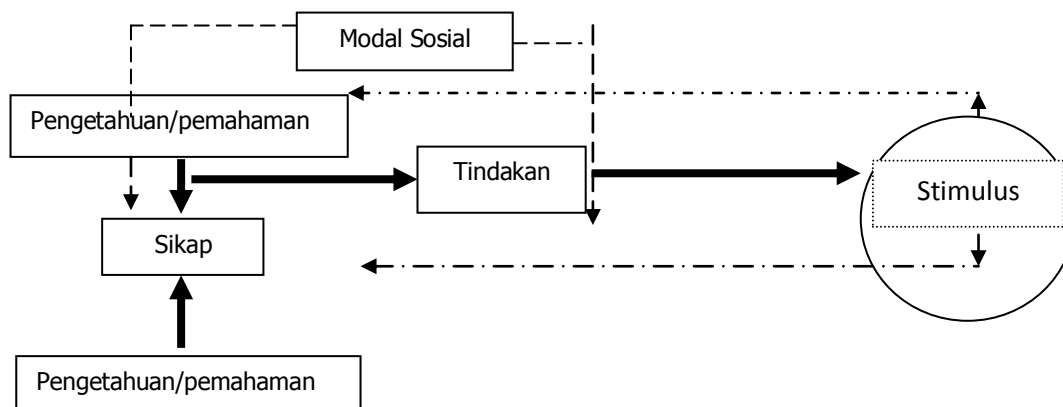 Modal Sosial
Pengetahuan/pemahaman
Tindakan
Stimulus
Sikap
Pengetahuan/pemahaman